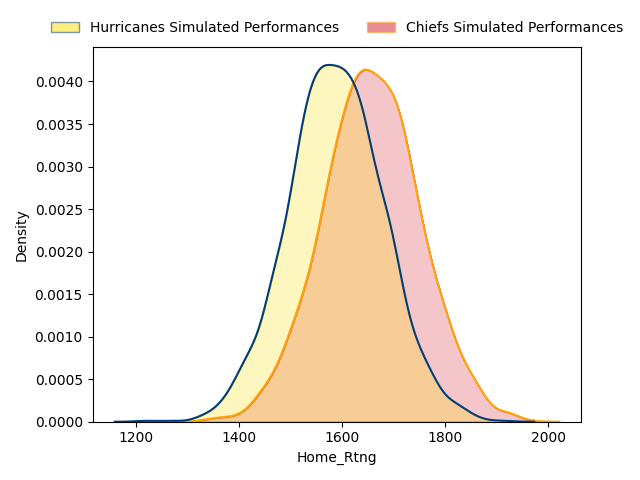 Hurricanes Simulated Performances
Chiefs Simulated Performances
0.0040
0.0035
0.0030
0.0025
0.0020
0.0015
0.0010
0.0005
0.0000
Density
1200 1400 1600 1800 2000
Home_Rtng